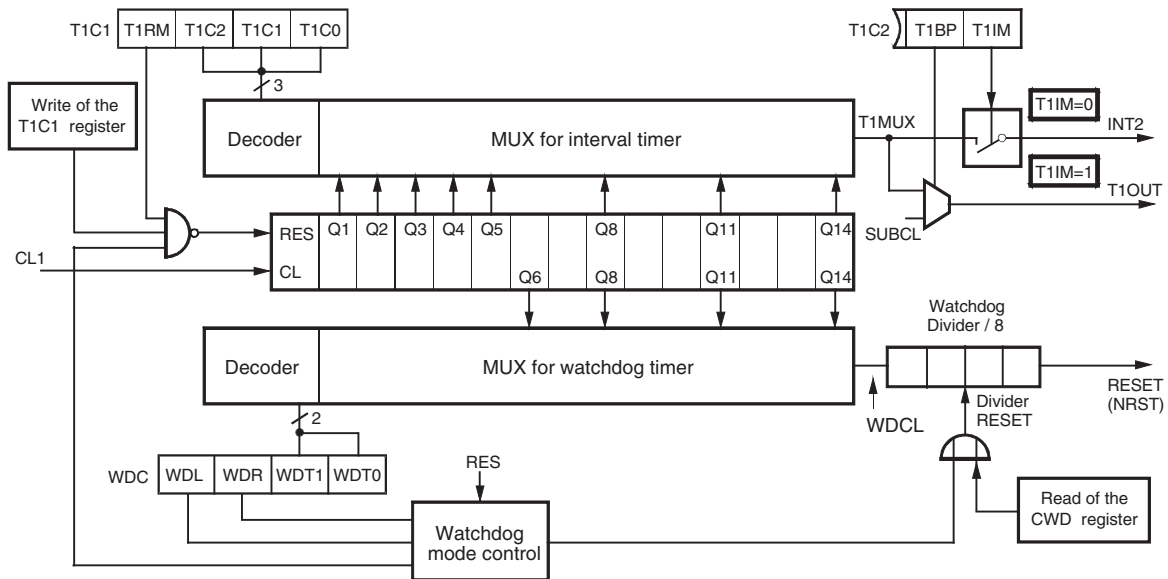 T1C1 T1RM T1C2 T1C1 T1C0
T1C2 T1BP T1IM
3
Write of the
T1C1 register
Decoder MUX for interval timer
T1MUX
T1IM=0
INT2
T1IM=1
T1OUT
SUBCL
RES Q1 Q2 Q3 Q4 Q5 Q8 Q11 Q14
CL1
CL Q6 Q8 Q11 Q14
Watchdog
Divider / 8
Decoder MUX for watchdog timer
RESET
(NRST)
Divider
RESET
WDCL
2
WDC WDL WDR WDT1 WDT0
RES
Read of the
CWD register
Watchdog
mode control